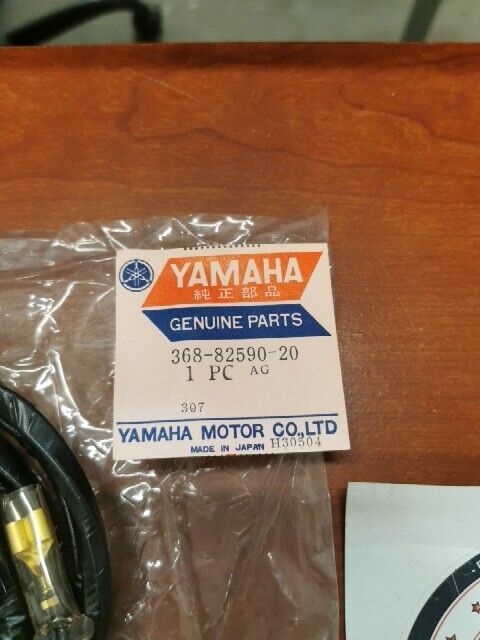 YAMAHA
純正部品
GENUINE PARTS
368-82590-20
1 PC AG
307
YAMAHA MOTOR CO.,LTD
MADE IN JAPAN H30504